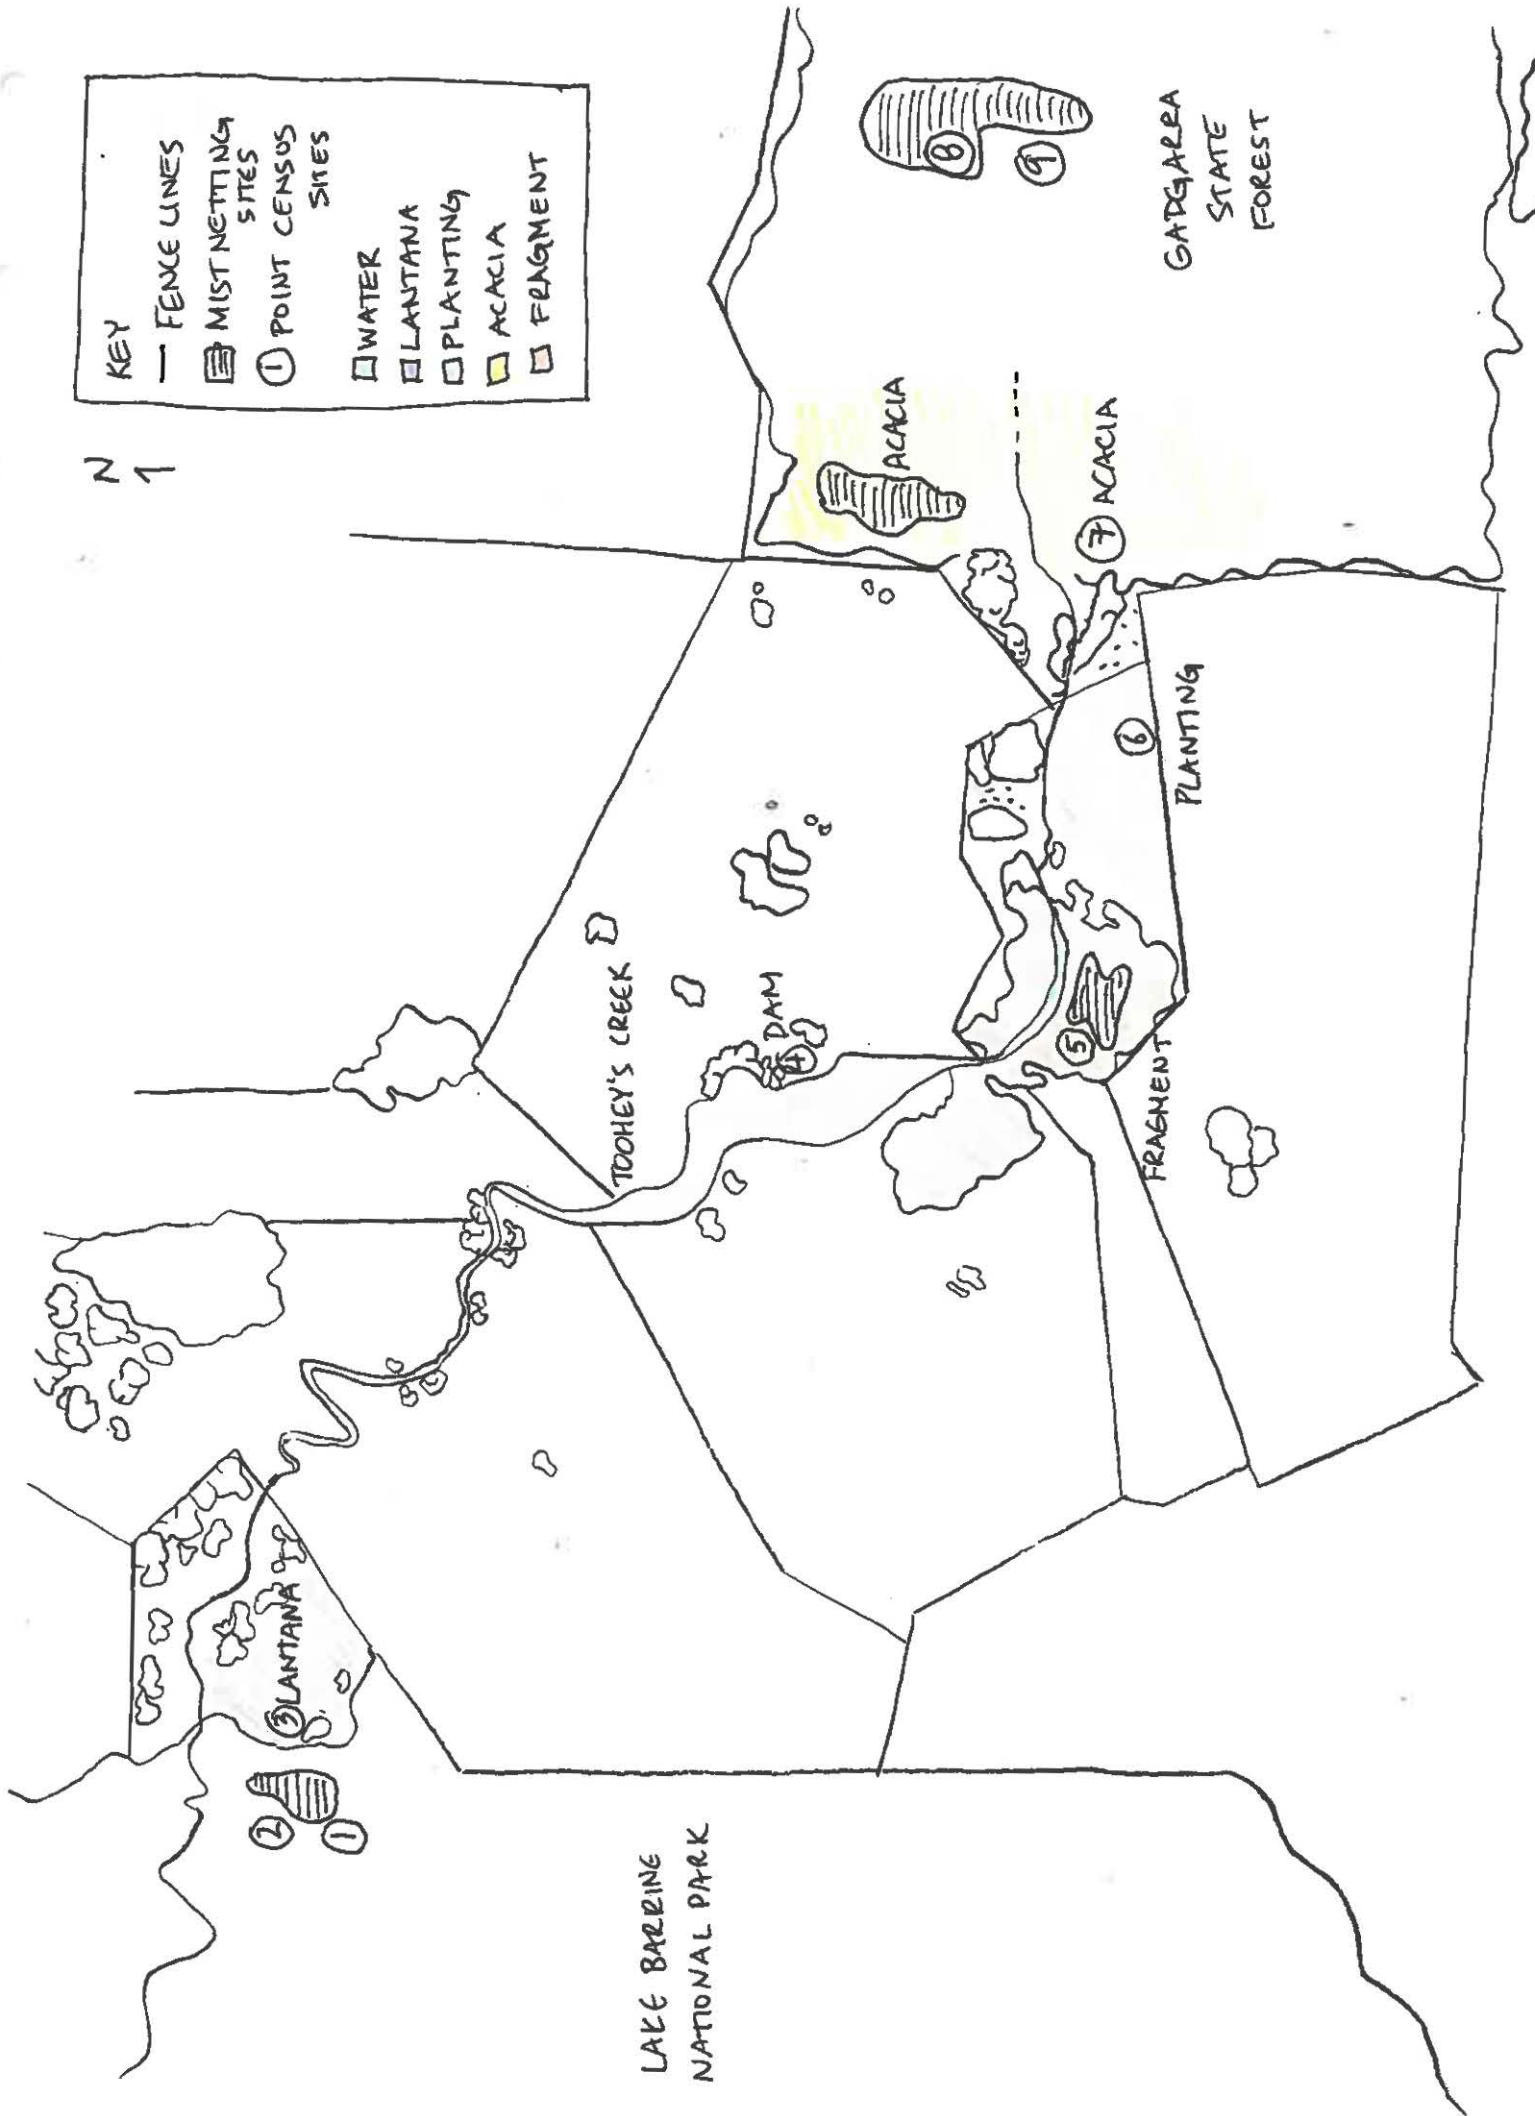 N
KEY
FENCE LINES
MIST NETTING
SITES
1 POINT CENSUS
SITES
WATER
LANTANA
PLANTING
ACACIA
FRAGMENT
2
1
3 LANTANA
LAKE BARRINE
NATIONAL PARK
TOOHEY'S CREEK
4 DAM
5
FRAGMENT
6
PLANTING
ACACIA
7 ACACIA
8
9
GADGARRA
STATE
FOREST